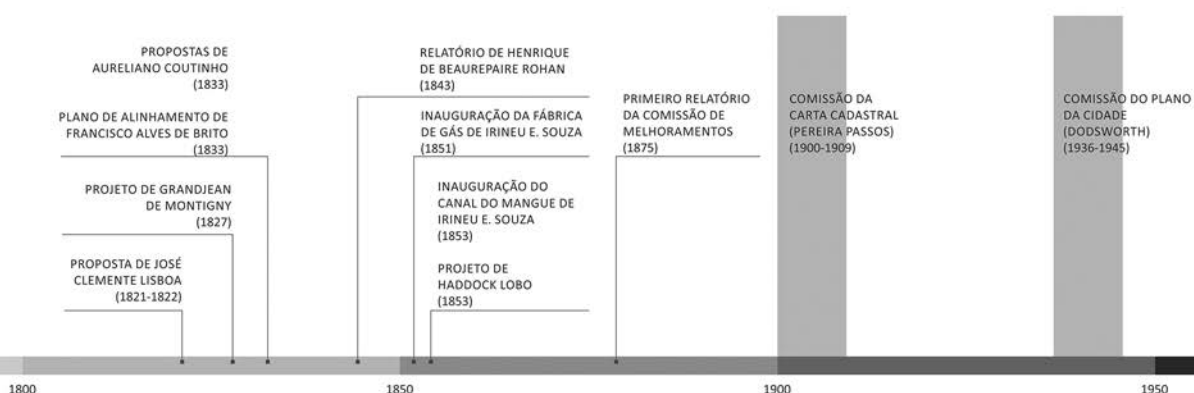 PROPOSTAS DE
AURELIANO COUTINHO
(1833)
PLANO DE ALINHAMENTO DE
FRANCISCO ALVES DE BRITO
(1833)
PROJETO DE GRANDJEAN
DE MONTIGNY
(1827)
PROPOSTA DE JOSÉ
CLEMENTE LISBOA
(1821-1822)
RELATÓRIO DE HENRIQUE
DE BEAUREPAIRE ROHAN
(1843)
INAUGURAÇÃO DA FÁBRICA
DE GÁS DE IRINEU E. SOUZA
(1851)
INAUGURAÇÃO DO
CANAL DO MANGUE DE
IRINEU E. SOUZA
(1853)
PROJETO DE
HADDOCK LOBO
(1853)
PRIMEIRO RELATÓRIO
DA COMISSÃO DE
MELHORAMENTOS
(1875)
COMISSÃO DA
CARTA CADASTRAL
(PEREIRA PASSOS)
(1900-1909)
COMISSÃO DO PLANO
DA CIDADE
(DODSWORTH)
(1936-1945)
1800
1850
1900
1950